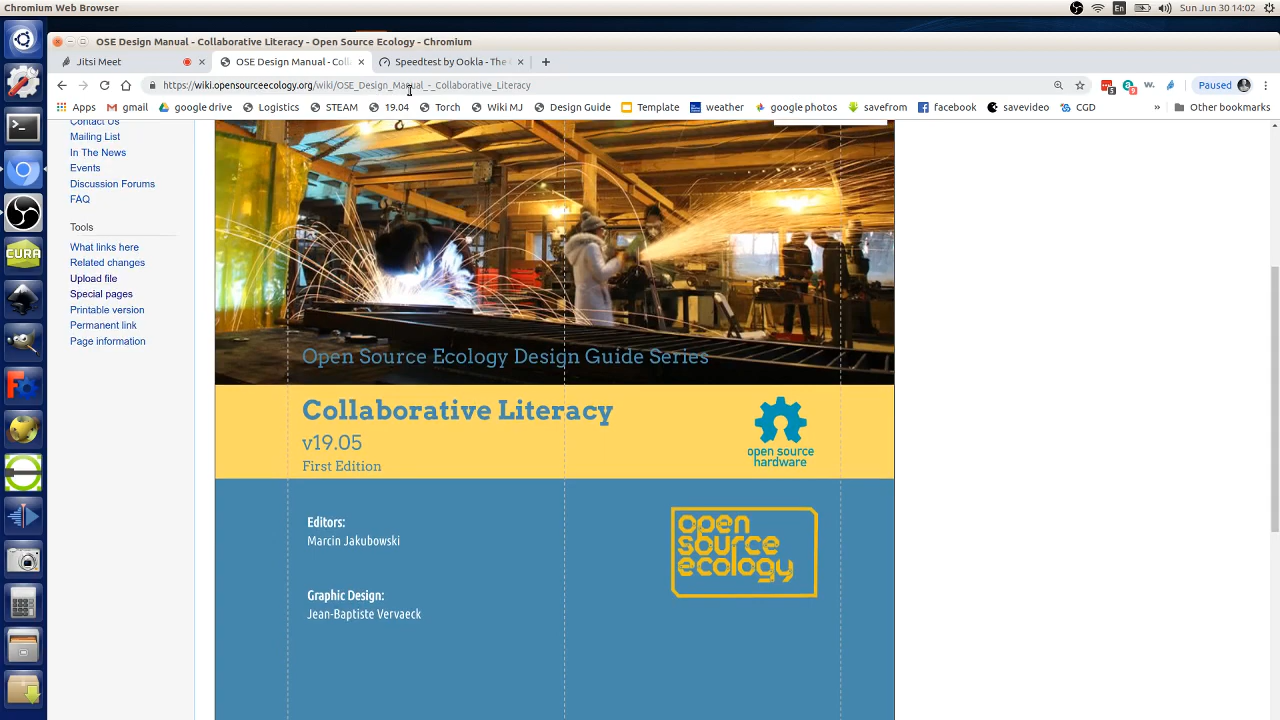 Chromium Web Browser
En
Sun Jun 30 14:02
OSE Design Manual - Collaborative Literacy - Open Source Ecology - Chromium
Jitsi Meet
OSE Design Manual - Coll
Speedtest by Ookla - The
https://wiki.opensourceecology.org/wiki/OSE_Design_Manual_-_Collaborative_Literacy
Paused
Apps
gmail
google drive
Logistics
STEAM
19.04
Torch
Wiki MJ
Design Guide
Template
weather
google photos
savefrom
facebook
savevideo
CGD
»
Other bookmarks
Contact Us
Mailing List
In The News
Events
Discussion Forums
FAQ
Tools
What links here
Related changes
Upload file
Special pages
Printable version
Permanent link
Page information
CURA
Open Source Ecology Design Guide Series
Collaborative Literacy
v19.05
First Edition
open source
hardware
Editors:
Marcin Jakubowski
Graphic Design:
Jean-Baptiste Vervaeck
open
source
ecology